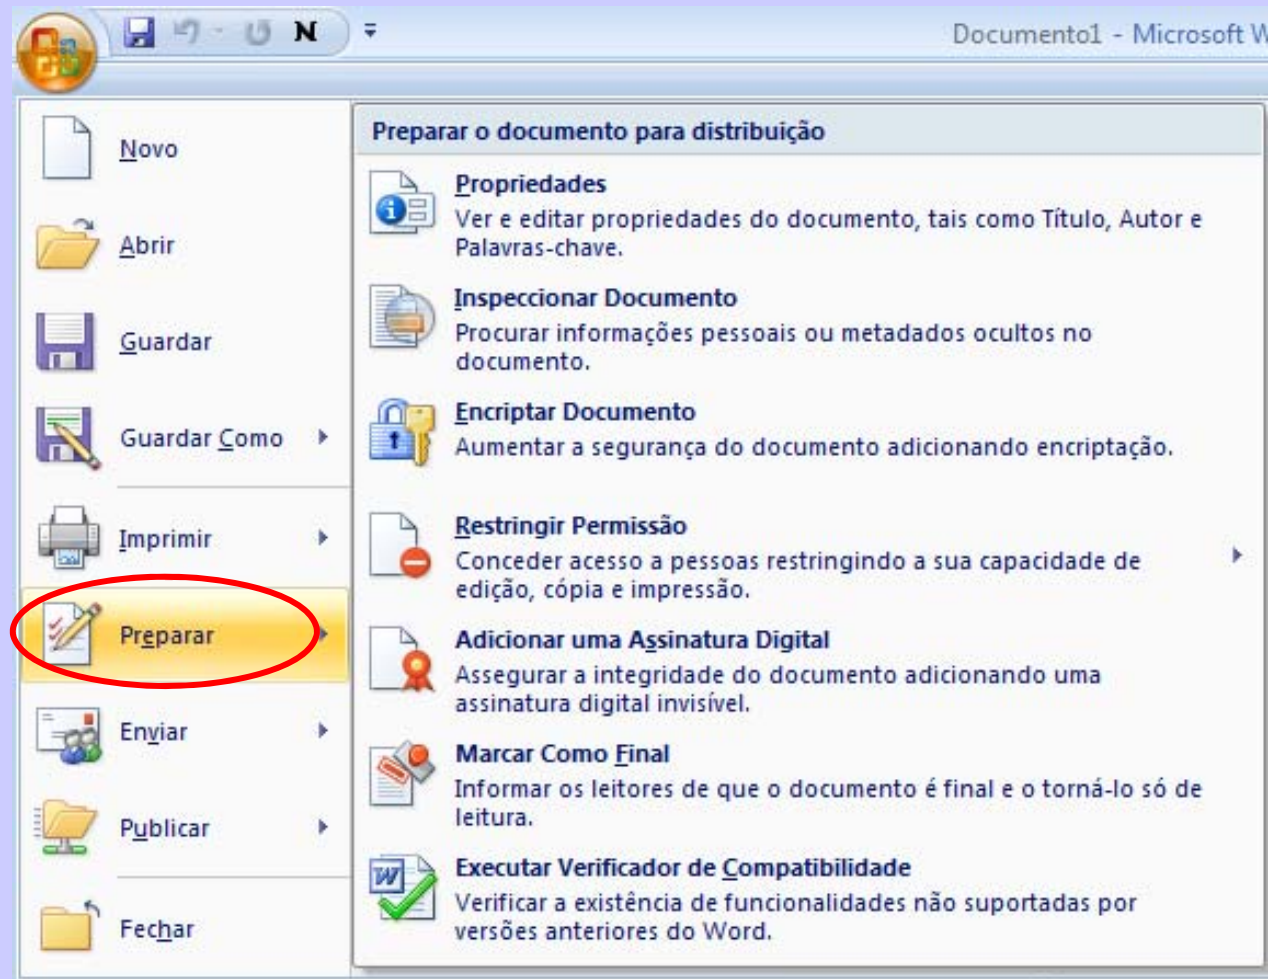 N
Documento1 - Microsoft W
Novo
Abrir
Guardar
Guardar Como
Imprimir
Preparar
Enviar
Publicar
Fechar
Preparar o documento para distribuição
Propriedades
Ver e editar propriedades do documento, tais como Título, Autor e
Palavras-chave.
Inspeccionar Documento
Procurar informações pessoais ou metadados ocultos no
documento.
Encriptar Documento
Aumentar a segurança do documento adicionando encriptação.
Restringir Permissão
Conceder acesso a pessoas restringindo a sua capacidade de
edição, cópia e impressão.
Adicionar uma Assinatura Digital
Assegurar a integridade do documento adicionando uma
assinatura digital invisível.
Marcar Como Final
Informar os leitores de que o documento é final e o torná-lo só de
leitura.
Executar Verificador de Compatibilidade
Verificar a existência de funcionalidades não suportadas por
versões anteriores do Word.